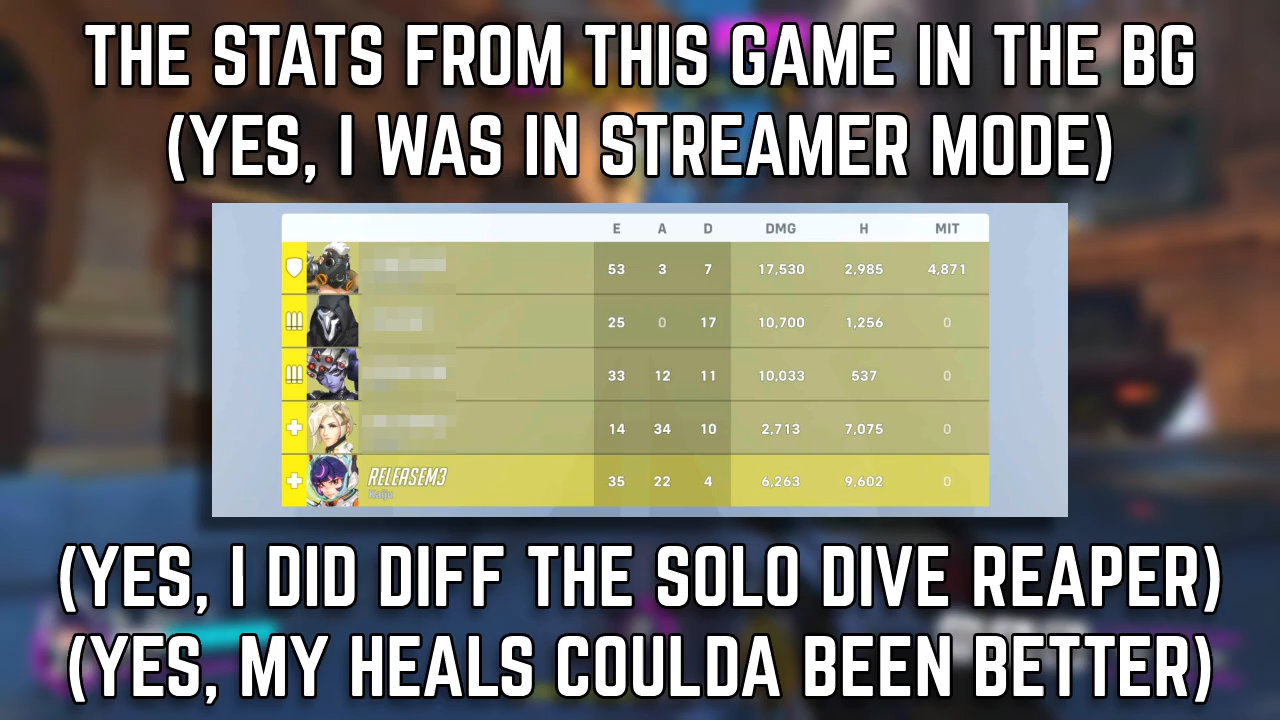 THE STATS FROM THIS GAME IN THE BG
(YES, I WAS IN STREAMER MODE)
E A D DMG H MIT
53 3 7 17,530 2,985 4,871
25 0 17 10,700 1,256 0
33 12 11 10,033 537 0
14 34 10 2,713 7,075 0
RELEASEM3 35 22 4 6,263 9,602 0
Kaiju
(YES, I DID DIFF THE SOLO DIVE REAPER)
(YES, MY HEALS COULDA BEEN BETTER)